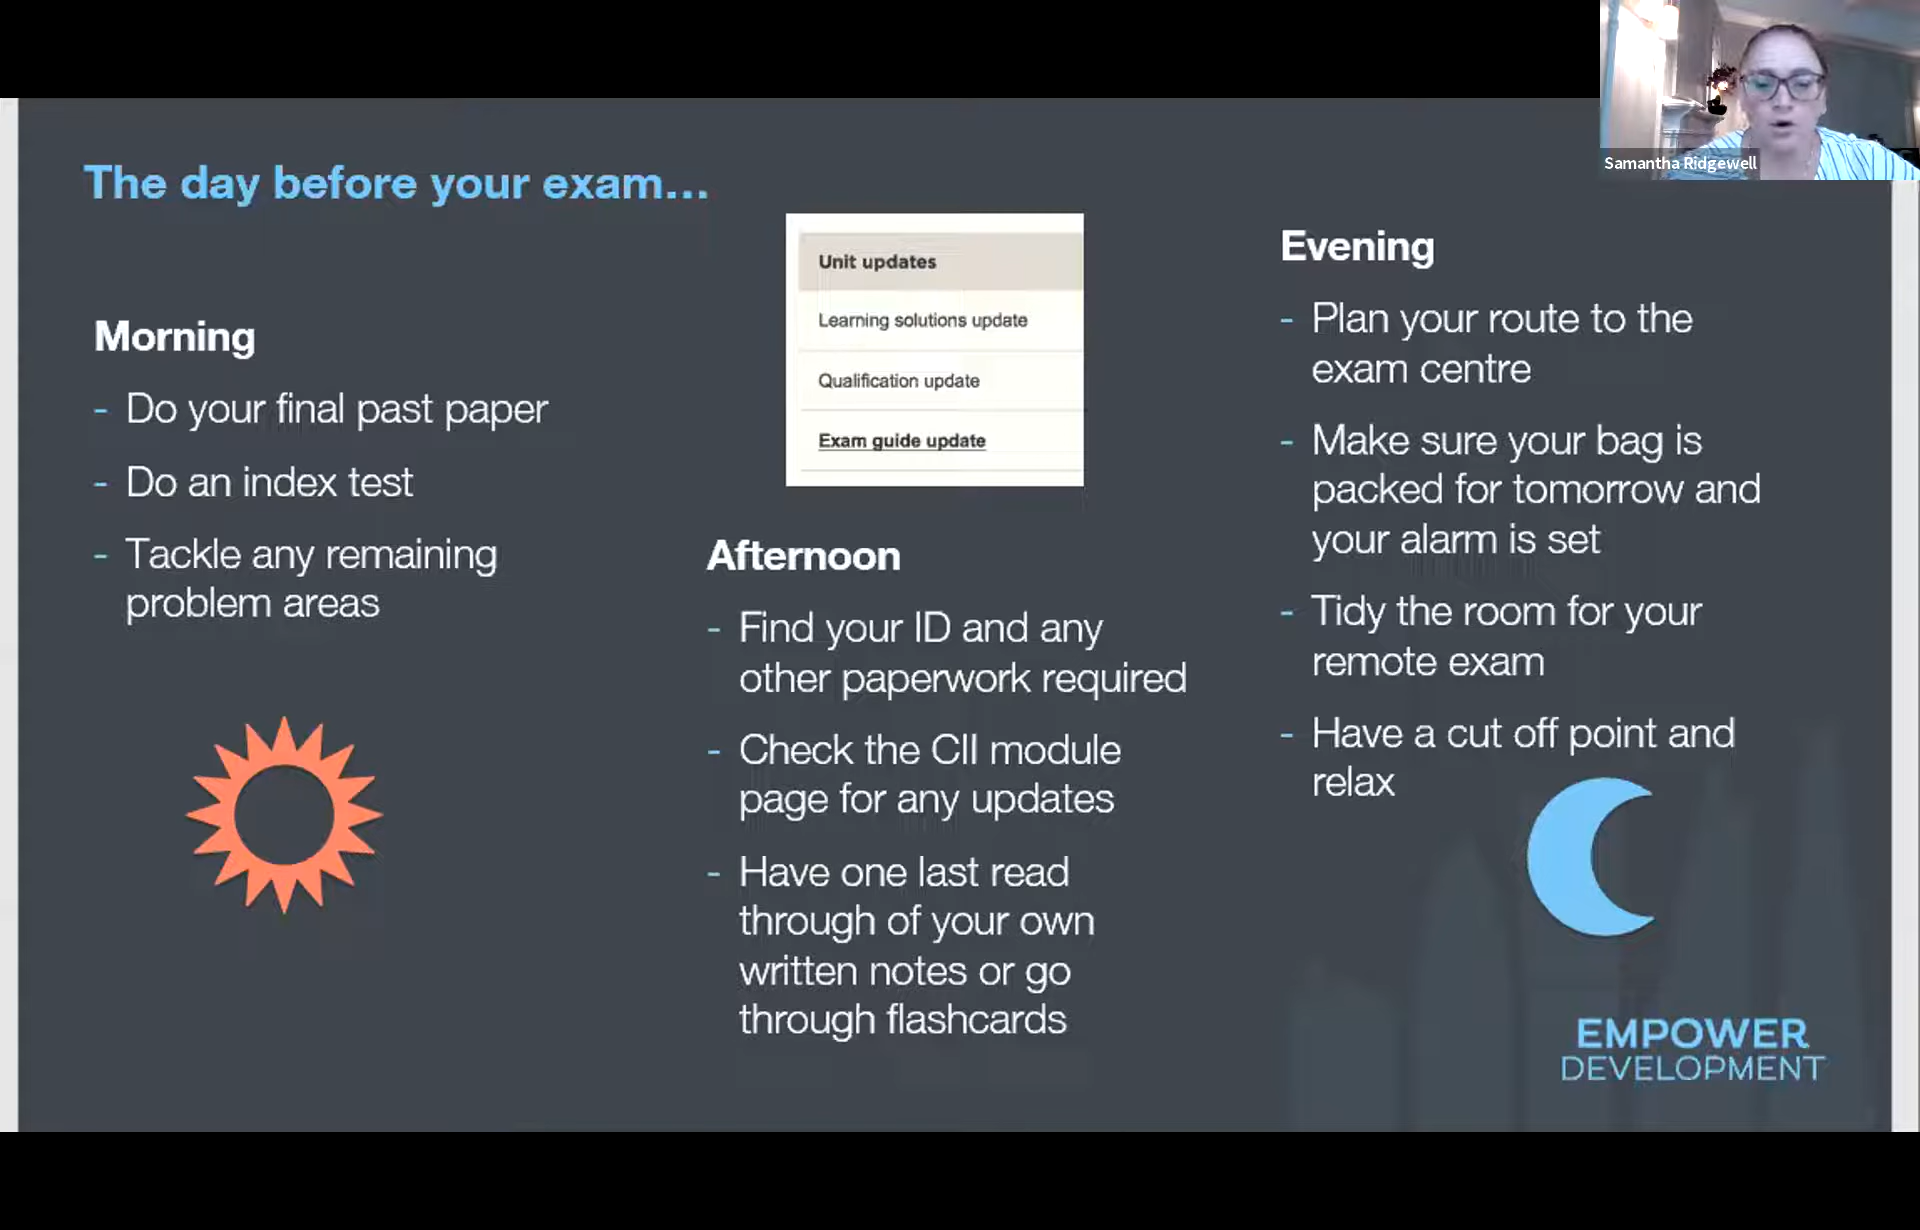 Samantha Ridgewell
The day before your exam...
Morning
- Do your final past paper
- Do an index test
- Tackle any remaining
problem areas
Unit updates
Learning solutions update
Qualification update
Exam guide update
Afternoon
- Find your ID and any
other paperwork required
- Check the CII module
page for any updates
- Have one last read
through of your own
written notes or go
through flashcards
Evening
- Plan your route to the
exam centre
- Make sure your bag is
packed for tomorrow and
your alarm is set
- Tidy the room for your
remote exam
- Have a cut off point and
relax
EMPOWER
DEVELOPMENT